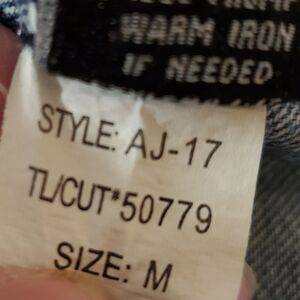 WARM IRON
IF NEEDED
STYLE: AJ-17
TL/CUT*50779
SIZE: M